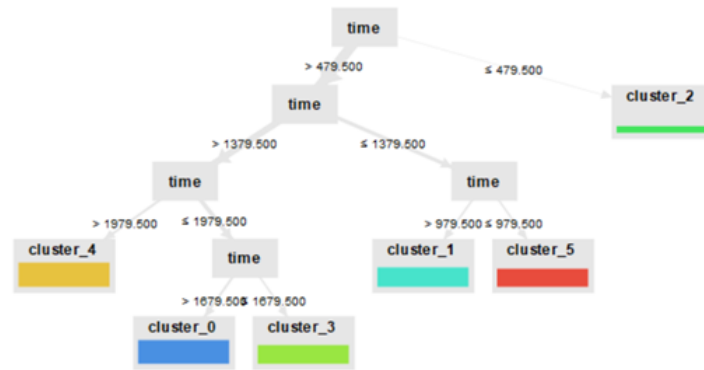 time
> 479.500
≤ 479.500
time
cluster_2
> 1379.500
≤ 1379.500
time
time
> 1979.500
≤ 1979.500
> 979.500
≤ 979.500
cluster_4
time
cluster_1
cluster_5
> 1679.500
≤ 1679.500
cluster_0
cluster_3